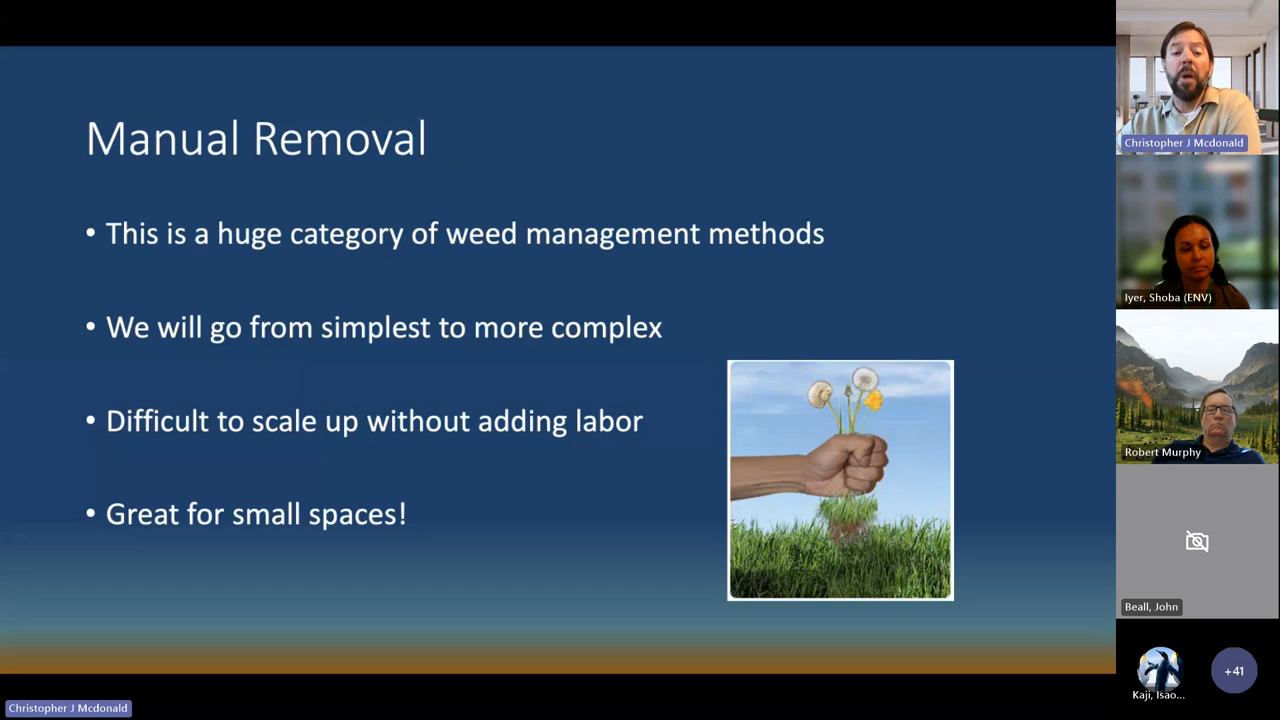 Manual Removal
• This is a huge category of weed management methods
• We will go from simplest to more complex
• Difficult to scale up without adding labor
• Great for small spaces!
Christopher J Mcdonald
Iyer, Shoba (ENV)
Robert Murphy
Beall, John
Kaji, Isao...
+41
Christopher J Mcdonald